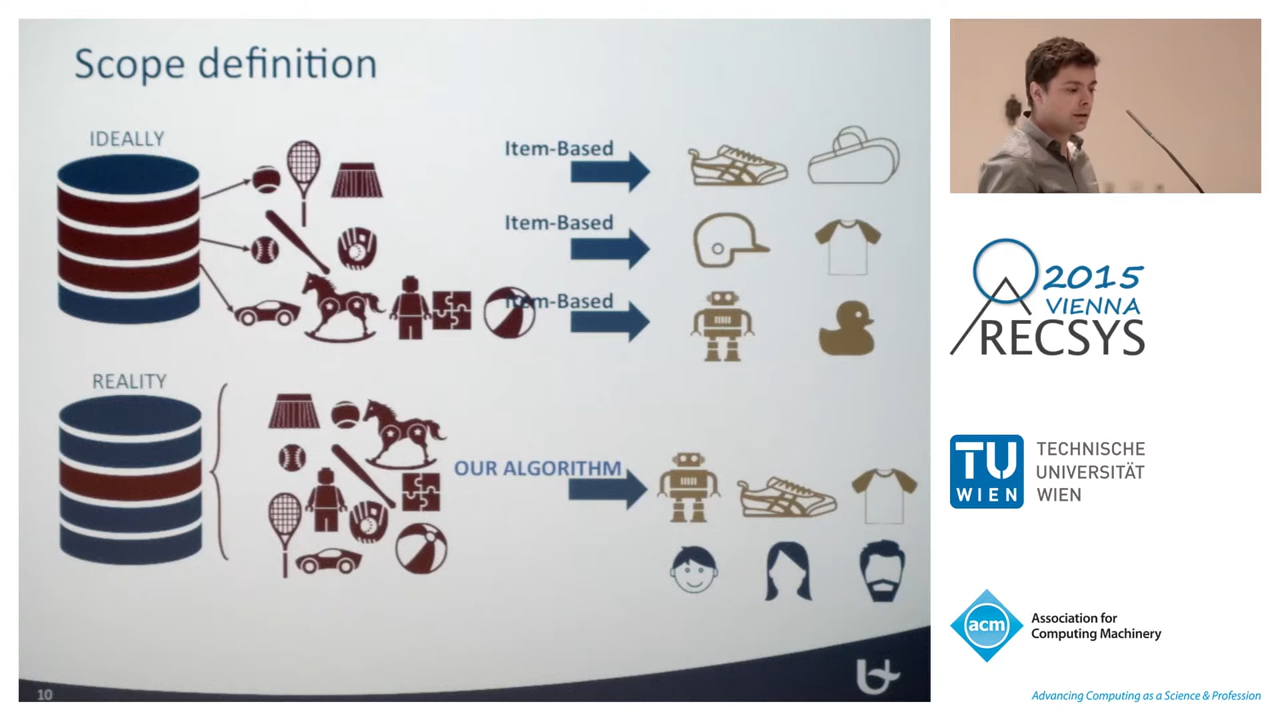 Scope definition
IDEALLY
Item-Based
Item-Based
Item-Based
REALITY
OUR ALGORITHM
10
2015
VIENNA
RECSYS
TU
WIEN
TECHNISCHE
UNIVERSITÄT
WIEN
acm
Association for
Computing Machinery
Advancing Computing as a Science & Profession